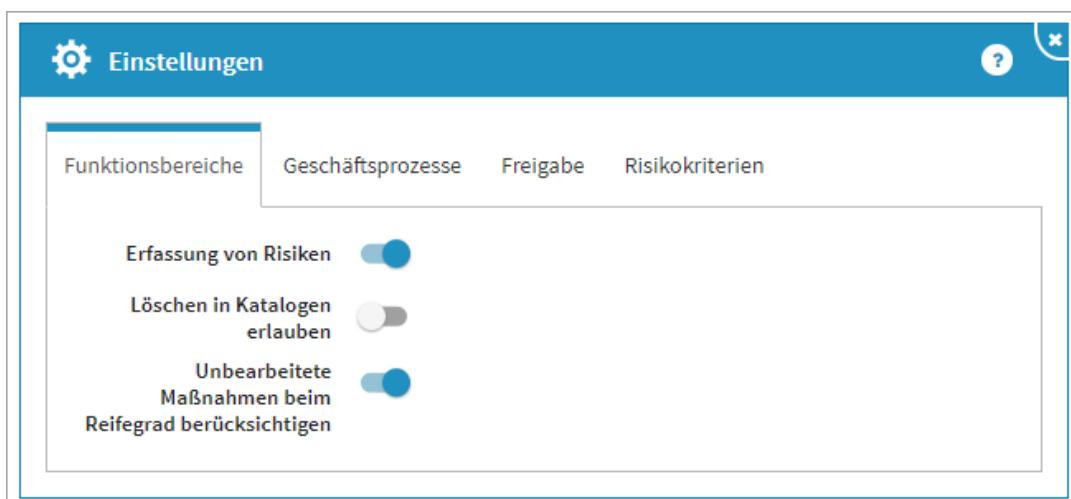 Einstellungen
Funktionsbereiche Geschäftsprozesse Freigabe Risikokriterien
Erfassung von Risiken
Löschen in Katalogen
erlauben
Unbearbeitete
Maßnahmen beim
Reifegrad berücksichtigen